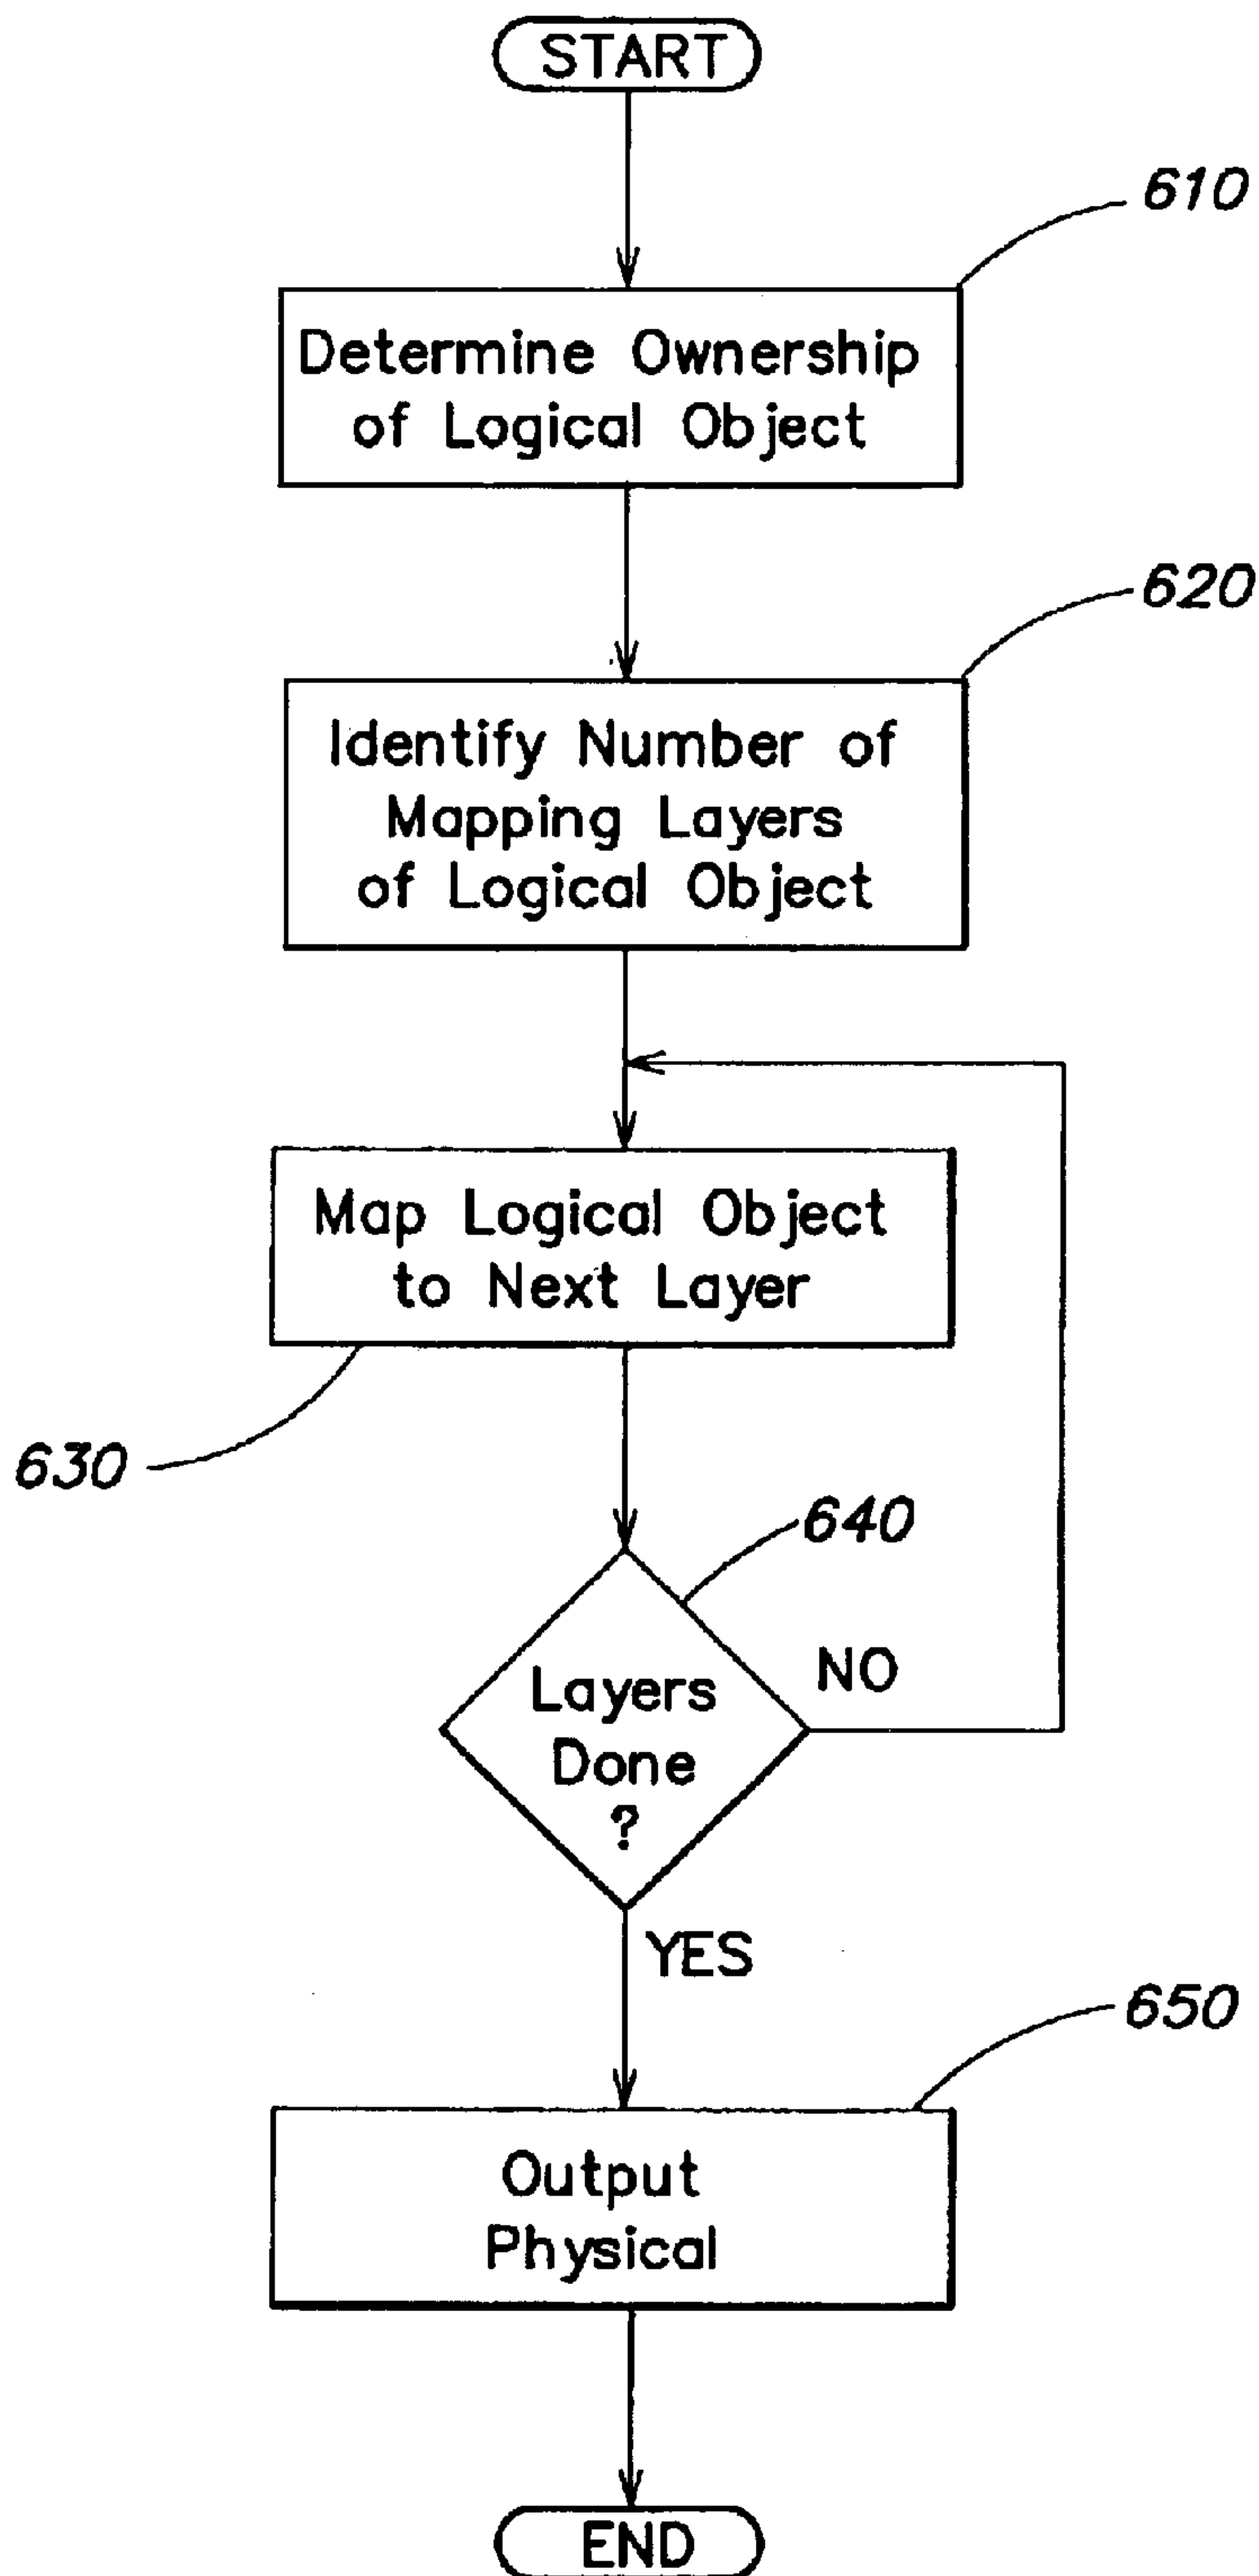 START
610
Determine Ownership
of Logical Object
620
Identify Number of
Mapping Layers
of Logical Object
Map Logical Object
to Next Layer
630
640
NO
Layers
Done
?
YES
650
Output
Physical
END